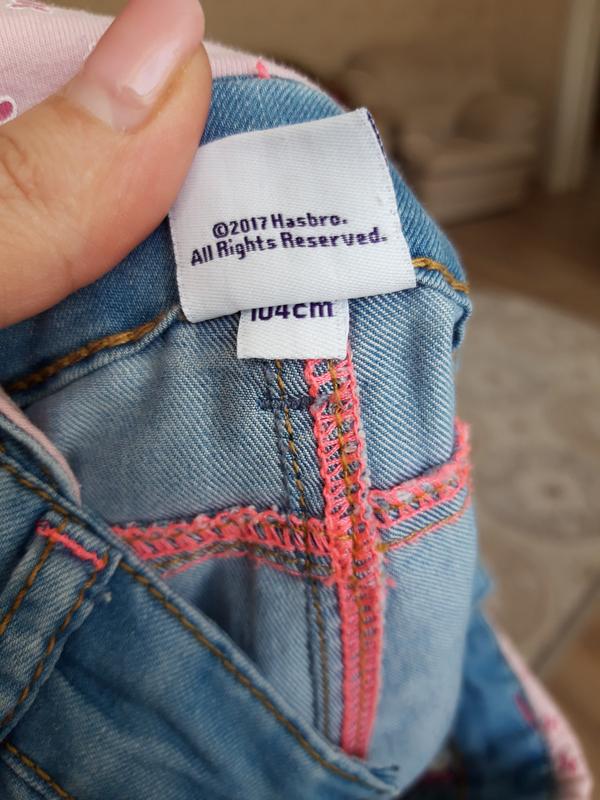 ©2017 Hasbro.
All Rights Reserved.
104cm